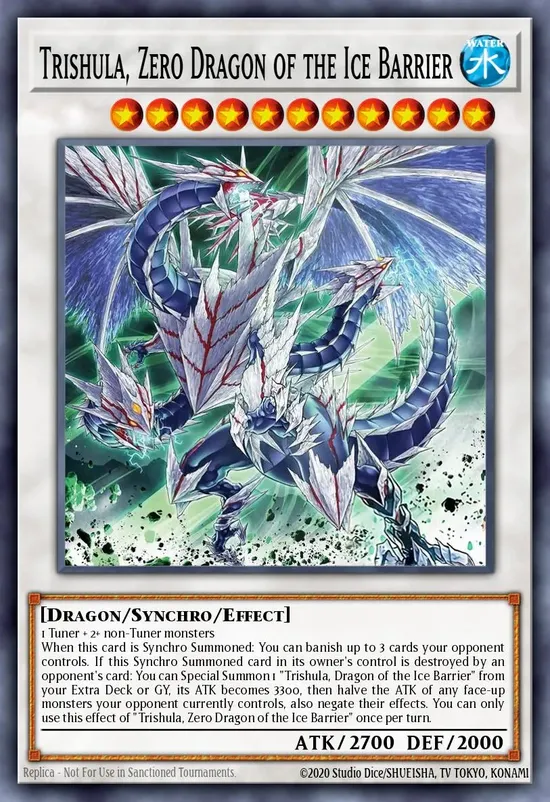 TRISHULA, ZERO DRAGON OF THE ICE BARRIER
WATER
水
[DRAGON/SYNCHRO/EFFECT]
1 Tuner + 2+ non-Tuner monsters
When this card is Synchro Summoned: You can banish up to 3 cards your opponent
controls. If this Synchro Summoned card in its owner's control is destroyed by an
opponent's card: You can Special Summon 1 "Trishula, Dragon of the Ice Barrier" from
your Extra Deck or GY, its ATK becomes 3300, then halve the ATK of any face-up
monsters your opponent currently controls, also negate their effects. You can only
use this effect of "Trishula, Zero Dragon of the Ice Barrier" once per turn.
ATK/2700 DEF/2000
Replica - Not For Use in Sanctioned Tournaments.
©2020 Studio Dice/SHUEISHA, TV TOKYO, KONAMI